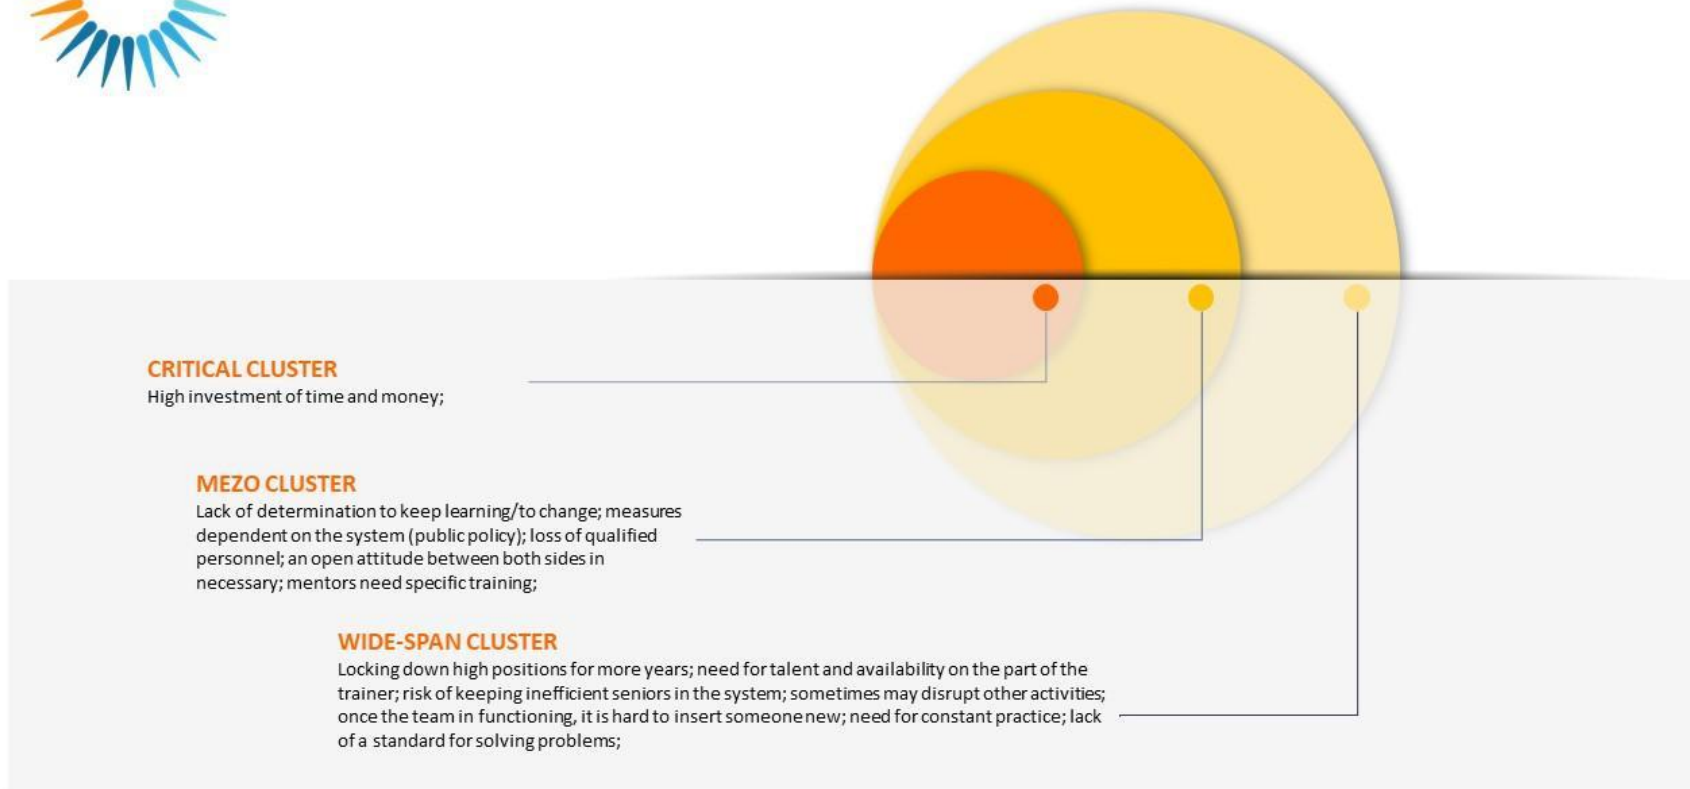 CRITICAL CLUSTER
High investment of time and money;
MEZO CLUSTER
Lack of determination to keep learning/to change; measures
dependent on the system (public policy); loss of qualified
personnel; an open attitude between both sides in
necessary; mentors need specific training;
WIDE-SPAN CLUSTER
Locking down high positions for more years; need for talent and availability on the part of the
trainer; risk of keeping inefficient seniors in the system; sometimes may disrupt other activities;
once the team in functioning, it is hard to insert someone new; need for constant practice; lack
of a standard for solving problems;